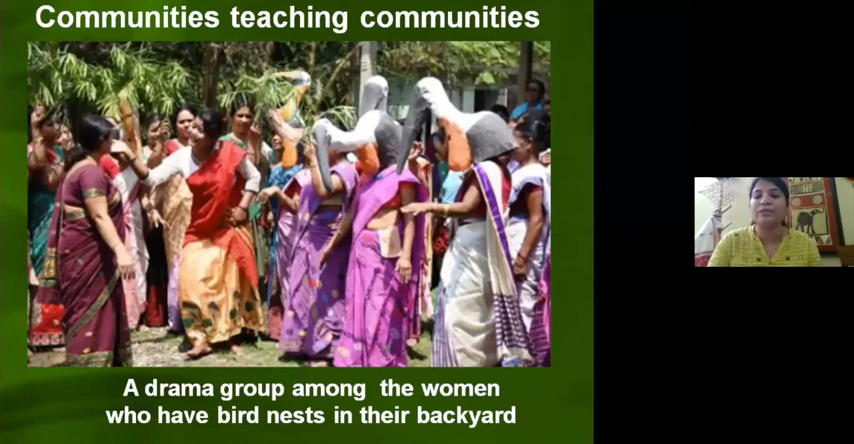 Communities teaching communities
A drama group among the women
who have bird nests in their backyard